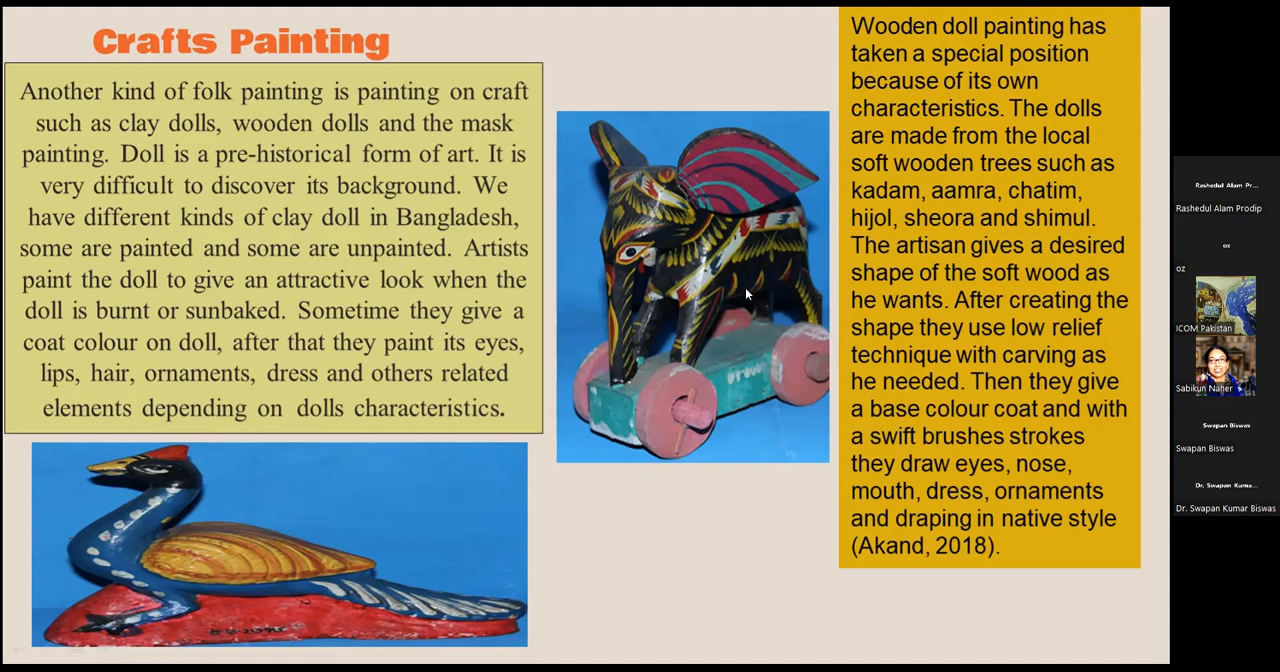 Crafts Painting
Another kind of folk painting is painting on craft
such as clay dolls, wooden dolls and the mask
painting. Doll is a pre-historical form of art. It is
very difficult to discover its background. We
have different kinds of clay doll in Bangladesh,
some are painted and some are unpainted. Artists
paint the doll to give an attractive look when the
doll is burnt or sunbaked. Sometime they give a
coat colour on doll, after that they paint its eyes,
lips, hair, ornaments, dress and others related
elements depending on dolls characteristics.
Wooden doll painting has
taken a special position
because of its own
characteristics. The dolls
are made from the local
soft wooden trees such as
kadam, aamra, chatim,
hijol, sheora and shimul.
The artisan gives a desired
shape of the soft wood as
he wants. After creating the
shape they use low relief
technique with carving as
he needed. Then they give
a base colour coat and with
a swift brushes strokes
they draw eyes, nose,
mouth, dress, ornaments
and draping in native style
(Akand, 2018).
Rashedul Alam Pr...
Rashedul Alam Prodip
oz
oz
ICOM Pakistan
Sabikun Naher
Swapan Biswas
Swapan Biswas
Dr. Swapan Kuma...
Dr. Swapan Kumar Biswas